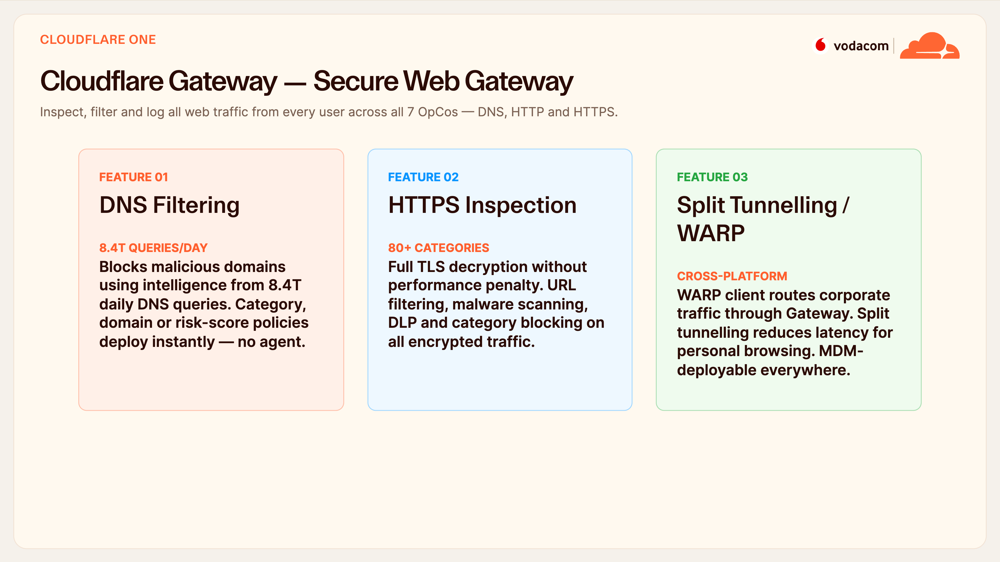 CLOUDFLARE ONE
vodacom
Cloudflare Gateway — Secure Web Gateway
Inspect, filter and log all web traffic from every user across all 7 OpCos — DNS, HTTP and HTTPS.
FEATURE 01
DNS Filtering
8.4T QUERIES/DAY
Blocks malicious domains
using intelligence from 8.4T
daily DNS queries. Category,
domain or risk-score policies
deploy instantly — no agent.
FEATURE 02
HTTPS Inspection
80+ CATEGORIES
Full TLS decryption without
performance penalty. URL
filtering, malware scanning,
DLP and category blocking on
all encrypted traffic.
FEATURE 03
Split Tunnelling /
WARP
CROSS-PLATFORM
WARP client routes corporate
traffic through Gateway. Split
tunnelling reduces latency for
personal browsing. MDM-
deployable everywhere.